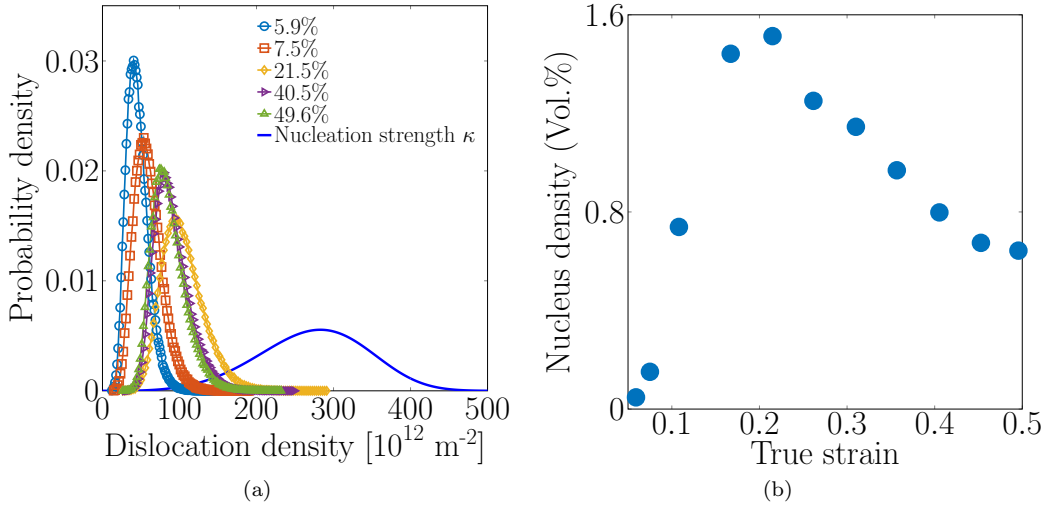 5.9%
7.5%
21.5%
40.5%
49.6%
Nucleation strength κ
Probability density
0.03
0.02
0.01
0
0 100 200 300 400 500
Dislocation density [10¹² m⁻²]
(a)
Nucleus density (Vol.%)
1.6
0.8
0
0.1 0.2 0.3 0.4 0.5
True strain
(b)